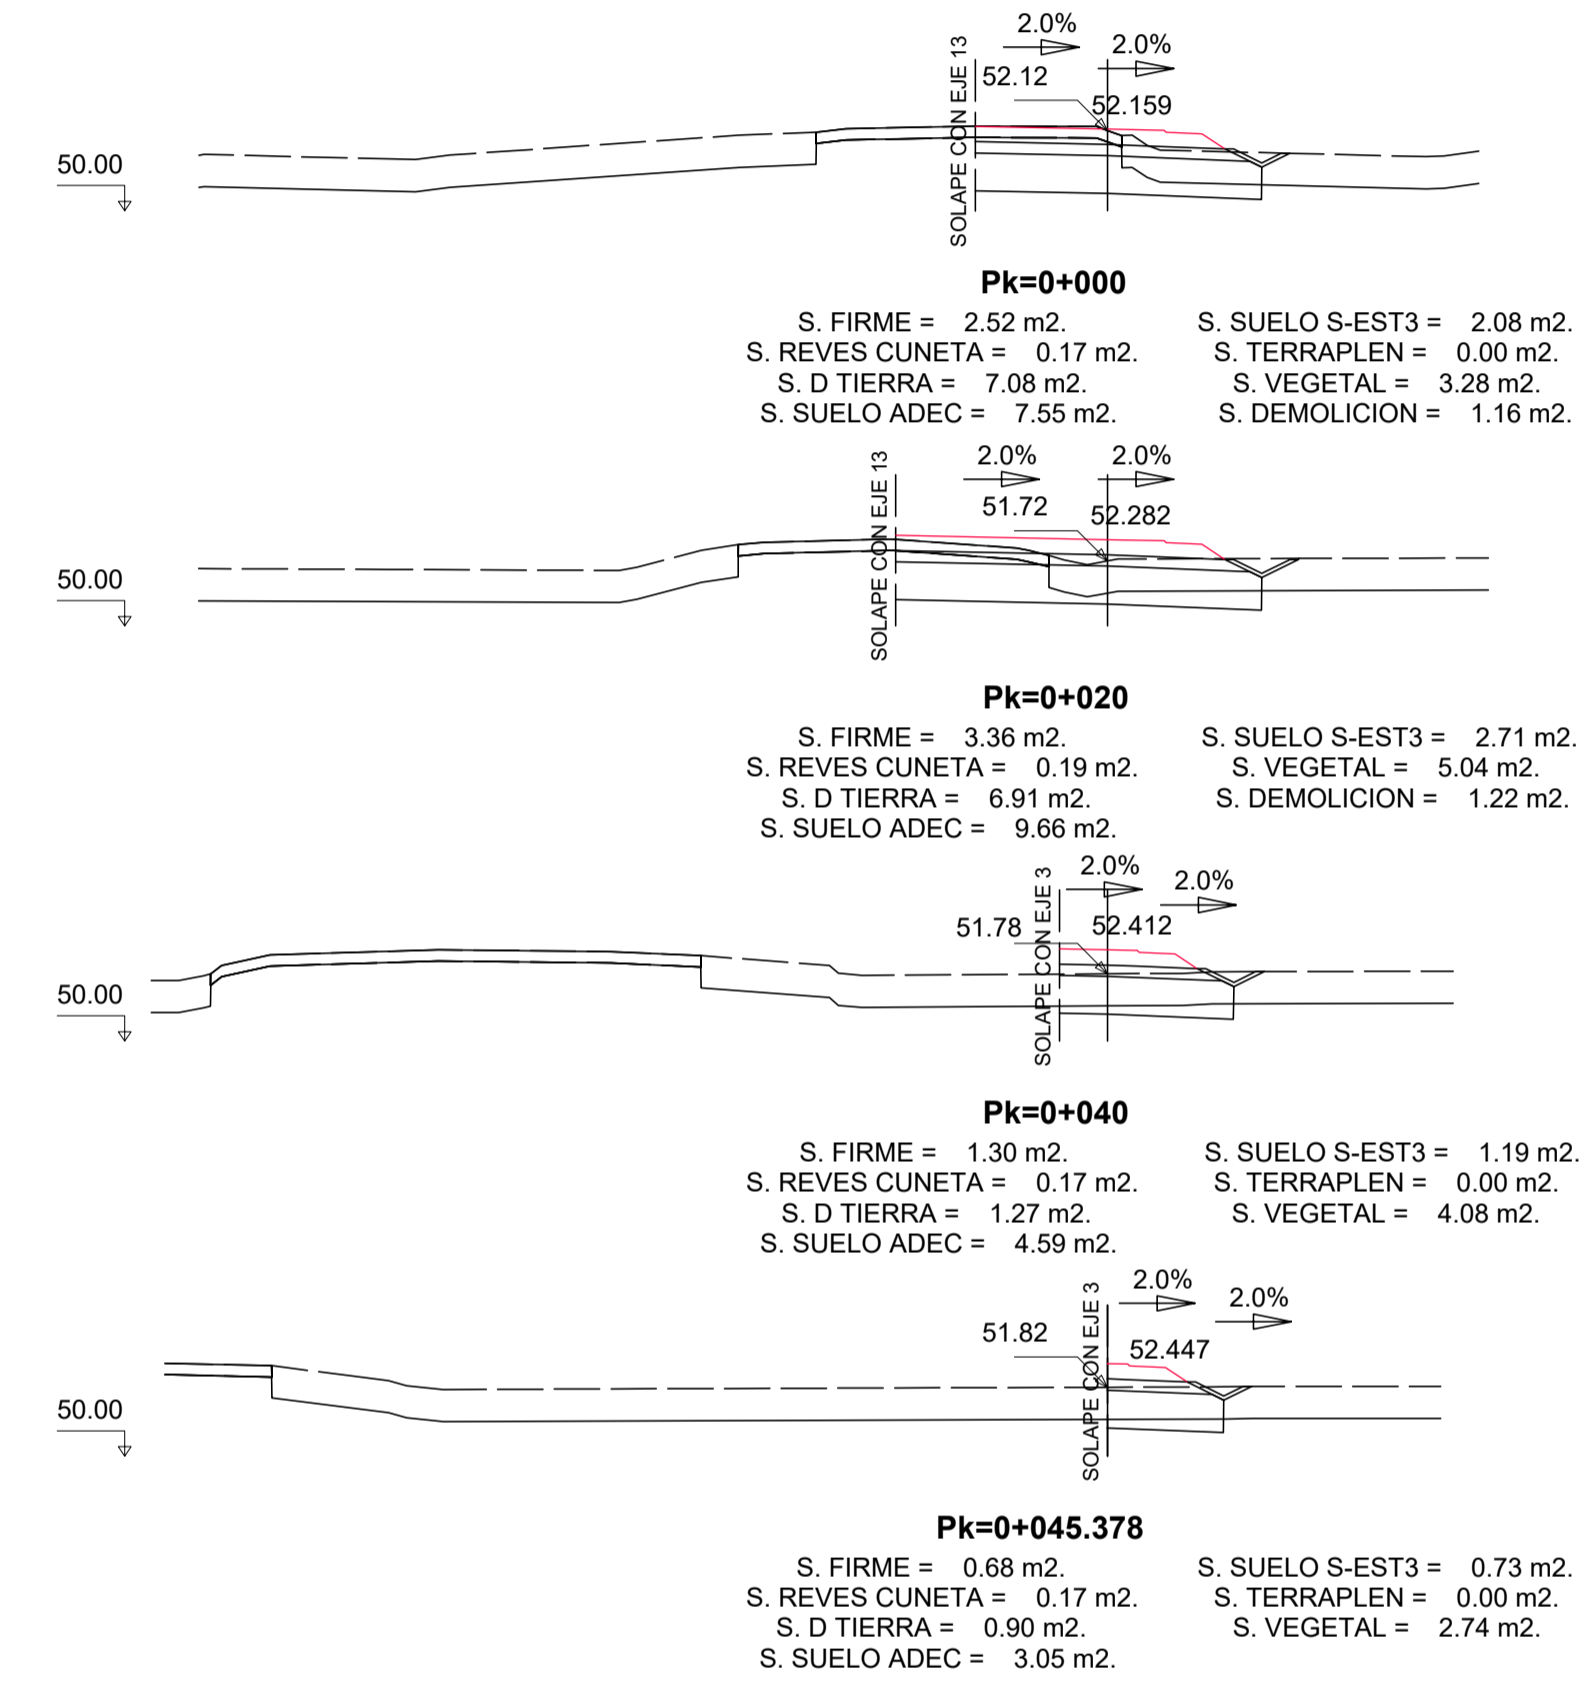 2.0%
2.0%
SOLAPE CON EJE 13
52.12
52.159
50.00
Pk=0+000
S. FIRME = 2.52 m2.
S. SUELO S-EST3 = 2.08 m2.
S. REVES CUNETA = 0.17 m2.
S. TERRAPLEN = 0.00 m2.
S. D TIERRA = 7.08 m2.
S. VEGETAL = 3.28 m2.
S. SUELO ADEC = 7.55 m2.
S. DEMOLICION = 1.16 m2.
2.0%
2.0%
SOLAPE CON EJE 13
51.72
52.282
50.00
Pk=0+020
S. FIRME = 3.36 m2.
S. SUELO S-EST3 = 2.71 m2.
S. REVES CUNETA = 0.19 m2.
S. VEGETAL = 5.04 m2.
S. D TIERRA = 6.91 m2.
S. DEMOLICION = 1.22 m2.
S. SUELO ADEC = 9.66 m2.
2.0%
2.0%
SOLAPE CON EJE 3
51.78
52.412
50.00
Pk=0+040
S. FIRME = 1.30 m2.
S. SUELO S-EST3 = 1.19 m2.
S. REVES CUNETA = 0.17 m2.
S. TERRAPLEN = 0.00 m2.
S. D TIERRA = 1.27 m2.
S. VEGETAL = 4.08 m2.
S. SUELO ADEC = 4.59 m2.
2.0%
2.0%
SOLAPE CON EJE 3
51.82
52.447
50.00
Pk=0+045.378
S. FIRME = 0.68 m2.
S. SUELO S-EST3 = 0.73 m2.
S. REVES CUNETA = 0.17 m2.
S. TERRAPLEN = 0.00 m2.
S. D TIERRA = 0.90 m2.
S. VEGETAL = 2.74 m2.
S. SUELO ADEC = 3.05 m2.